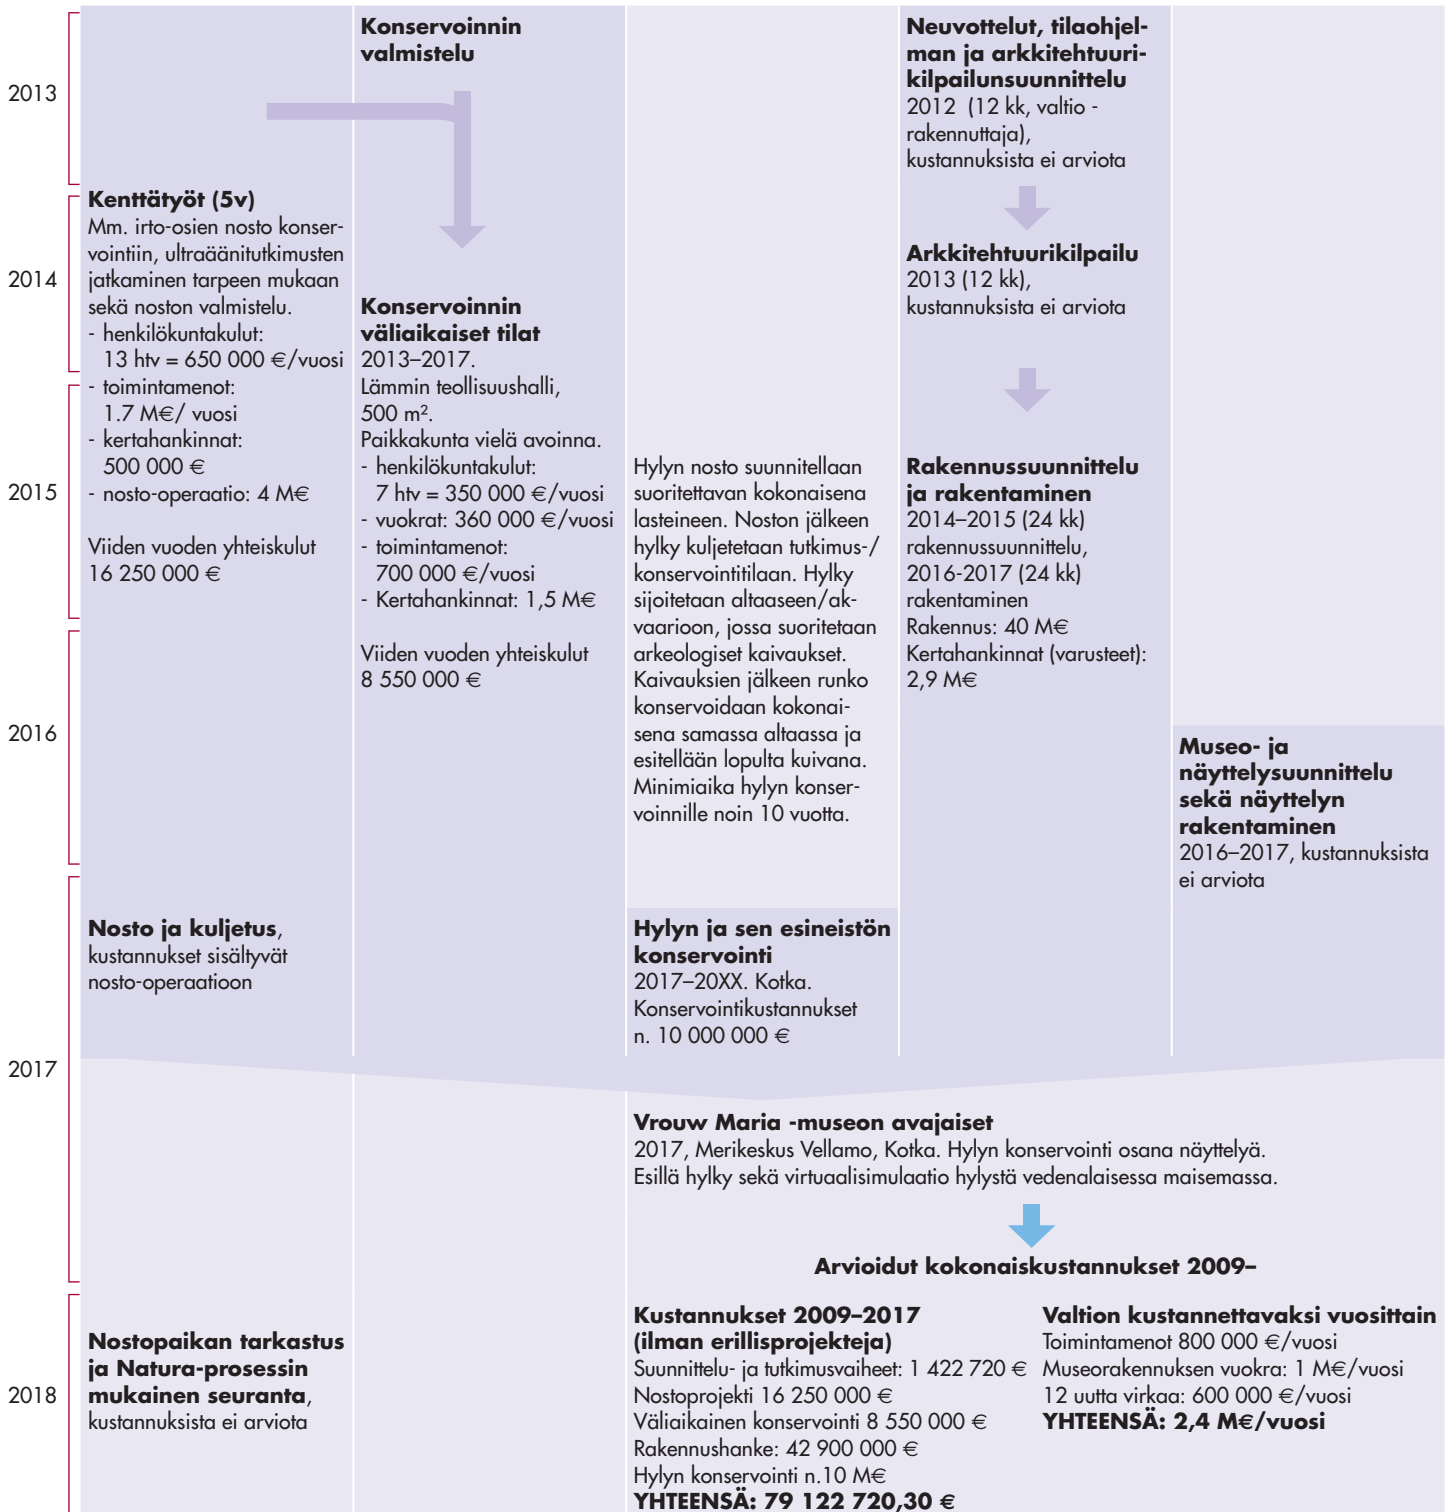 2013
2014
2015
2016
2017
2018
Kenttätyöt (5v)
Mm. irto-osien nosto konser-
vointiin, ultraäänitutkimusten
jatkaminen tarpeen mukaan
sekä noston valmistelu.
- henkilökuntakulut:
13 htv = 650 000 €/vuosi
- toimintamenot:
1.7 M€/ vuosi
- kertahankinnat:
500 000 €
- nosto-operaatio: 4 M€
Viiden vuoden yhteiskulut
16 250 000 €
Nosto ja kuljetus,
kustannukset sisältyvät
nosto-operaatioon
Nostopaikan tarkastus
ja Natura-prosessin
mukainen seuranta,
kustannuksista ei arviota
Konservoinnin
valmistelu
Konservoinnin
väliaikaiset tilat
2013–2017.
Lämmin teollisuushalli,
500 m².
Paikkakunta vielä avoinna.
- henkilökuntakulut:
7 htv = 350 000 €/vuosi
- vuokrat: 360 000 €/vuosi
- toimintamenot:
700 000 €/vuosi
- Kertahankinnat: 1,5 M€
Viiden vuoden yhteiskulut
8 550 000 €
Hylyn nosto suunnitellaan
suoritettavan kokonaisena
lasteineen. Noston jälkeen
hylky kuljetetaan tutkimus-/
konservointitilaan. Hylky
sijoitetaan altaaseen/ak-
vaarioon, jossa suoritetaan
arkeologiset kaivaukset.
Kaivauksien jälkeen runko
konservoidaan kokonai-
sena samassa altaassa ja
esitellään lopulta kuivana.
Minimiaika hylyn konser-
voinnille noin 10 vuotta.
Hylyn ja sen esineistön
konservointi
2017–20XX. Kotka.
Konservointikustannukset
n. 10 000 000 €
Neuvottelut, tilaohjel-
man ja arkkitehtuuri-
kilpailunsuunnittelu
2012 (12 kk, valtio -
rakennuttaja),
kustannuksista ei arviota
Arkkitehtuurikilpailu
2013 (12 kk),
kustannuksista ei arviota
Rakennussuunnittelu
ja rakentaminen
2014–2015 (24 kk)
rakennussuunnittelu,
2016-2017 (24 kk)
rakentaminen
Rakennus: 40 M€
Kertahankinnat (varusteet):
2,9 M€
Museo- ja
näyttelysuunnittelu
sekä näyttelyn
rakentaminen
2016–2017, kustannuksista
ei arviota
Vrouw Maria -museon avajaiset
2017, Merikeskus Vellamo, Kotka. Hylyn konservointi osana näyttelyä.
Esillä hylky sekä virtuaalisimulaatio hylystä vedenalaisessa maisemassa.
Arvioidut kokonaiskustannukset 2009–
Kustannukset 2009–2017
(ilman erillisprojekteja)
Suunnittelu- ja tutkimusvaiheet: 1 422 720 €
Nostoprojekti 16 250 000 €
Väliaikainen konservointi 8 550 000 €
Rakennushanke: 42 900 000 €
Hylyn konservointi n.10 M€
YHTEENSÄ: 79 122 720,30 €
Valtion kustannettavaksi vuosittain
Toimintamenot 800 000 €/vuosi
Museorakennuksen vuokra: 1 M€/vuosi
12 uutta virkaa: 600 000 €/vuosi
YHTEENSÄ: 2,4 M€/vuosi